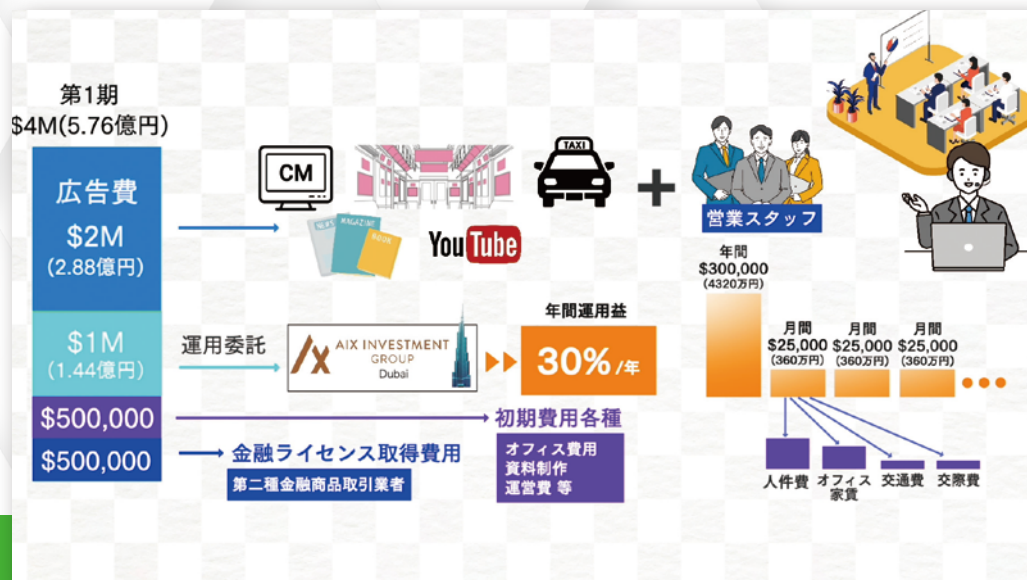 第1期
$4M(5.76億円)
広告費
$2M
(2.88億円)
$1M
(1.44億円)
$500,000
$500,000
CM
MAGAZINE
BOOK
YouTube
TAXI
+
営業スタッフ
運用委託
AIX INVESTMENT
GROUP
Dubai
年間運用益
30%/年
初期費用各種
オフィス費用
資料制作
運営費 等
金融ライセンス取得費用
第二種金融商品取引業者
年間
$300,000
(4320万円)
月間
$25,000
(360万円)
月間
$25,000
(360万円)
月間
$25,000
(360万円)
人件費
オフィス
家賃
交通費
交際費